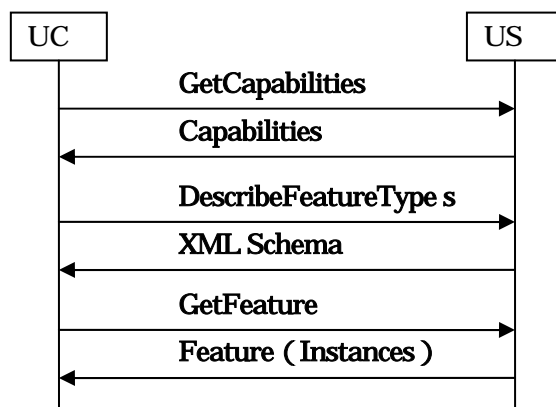 UC
US
GetCapabilities
Capabilities
DescribeFeatureType s
XML Schema
GetFeature
Feature ( Instances )